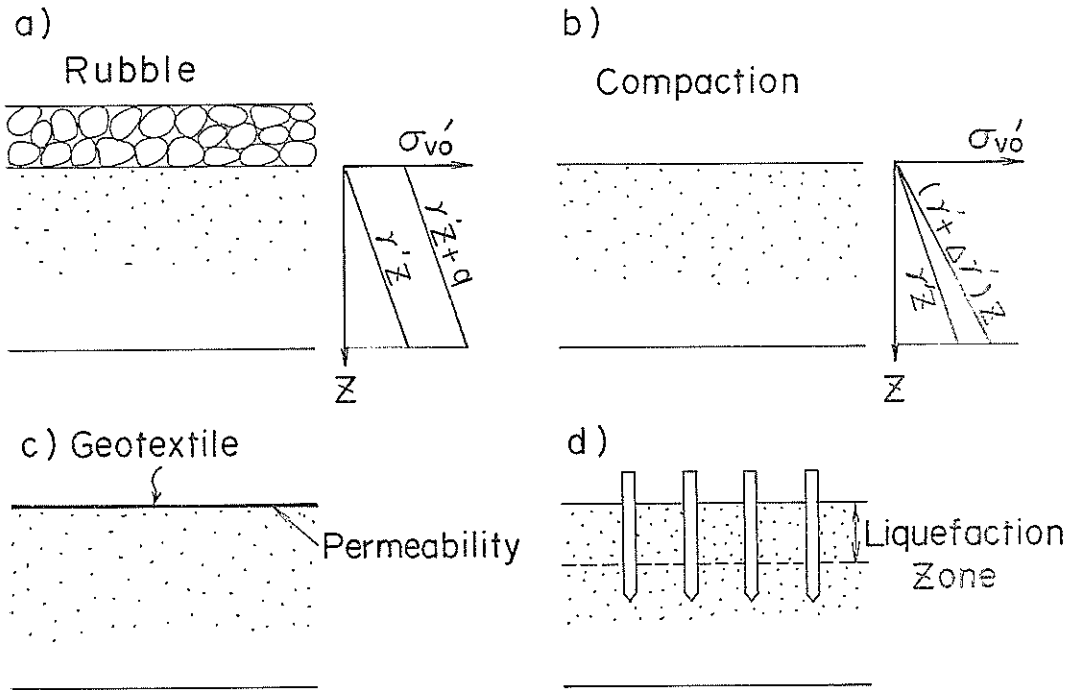 a)
Rubble
σvo'
γ'z
γ'z+q
z
b)
Compaction
σvo'
(γ'+Δγ')z
γ'z
z
c) Geotextile
Permeability
d)
Liquefaction
Zone